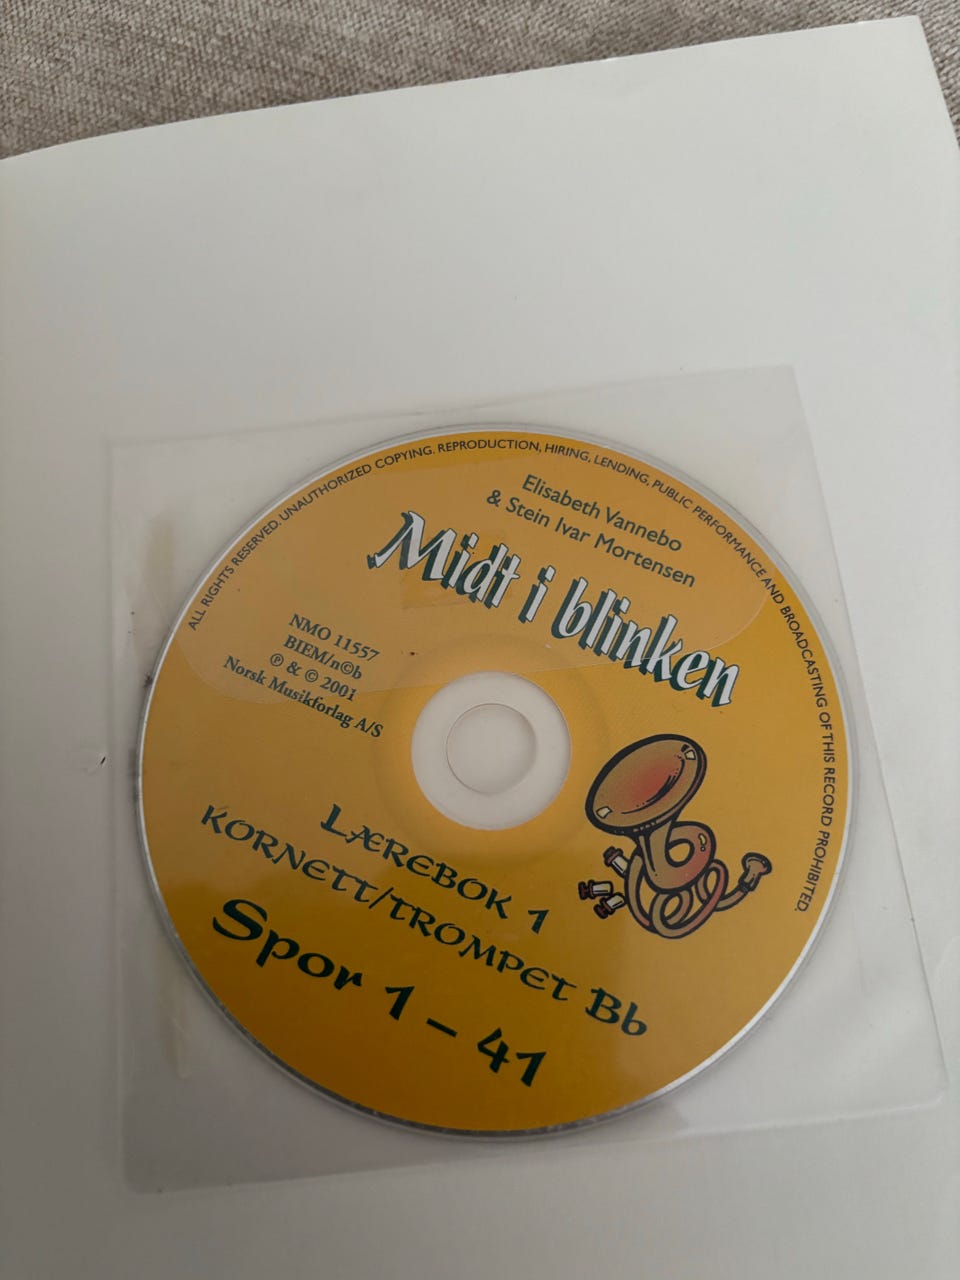 ALL RIGHTS RESERVED. UNAUTHORIZED COPYING. REPRODUCTION, HIRING, LENDING, PUBLIC PERFORMANCE AND BROADCASTING OF THIS RECORD PROHIBITED.
Elisabeth Vannebo
& Stein Ivar Mortensen
Midt i blinken
NMO 11557
BIEM/n©b
℗ & © 2001
Norsk Musikforlag A/S
LÆREBOK 1
KORNETT/TROMPET Bb
Spor 1 – 41